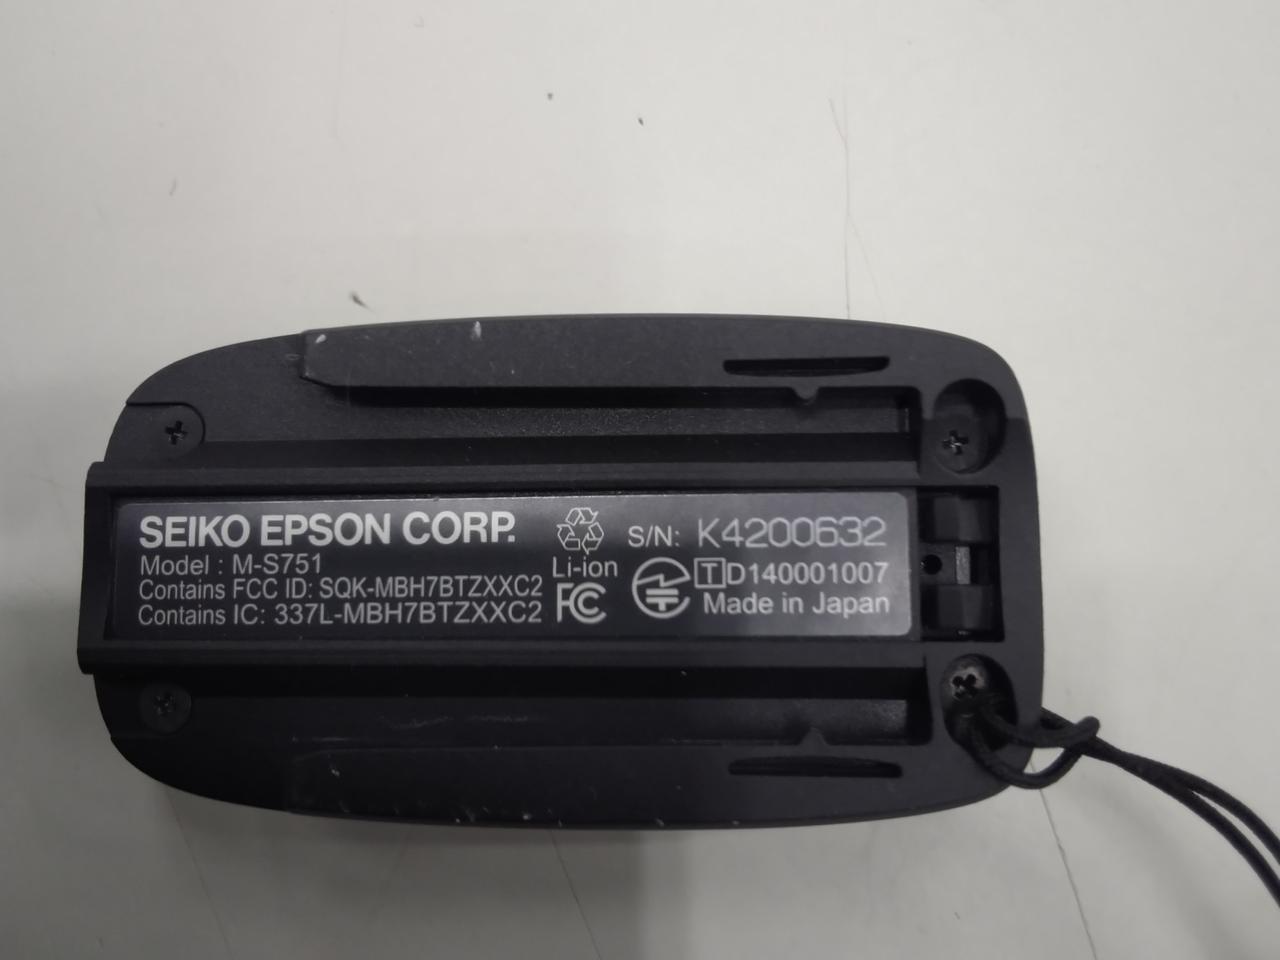 SEIKO EPSON CORP.
Model : M-S751
Contains FCC ID: SQK-MBH7BTZXXC2
Contains IC: 337L-MBH7BTZXXC2
Li-ion
FC
S/N: K4200632
T D140001007
Made in Japan